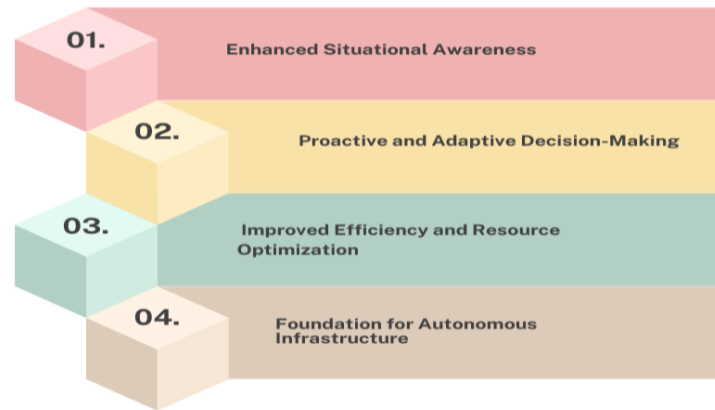 01.
Enhanced Situational Awareness
02.
Proactive and Adaptive Decision-Making
03.
Improved Efficiency and Resource
Optimization
04.
Foundation for Autonomous
Infrastructure